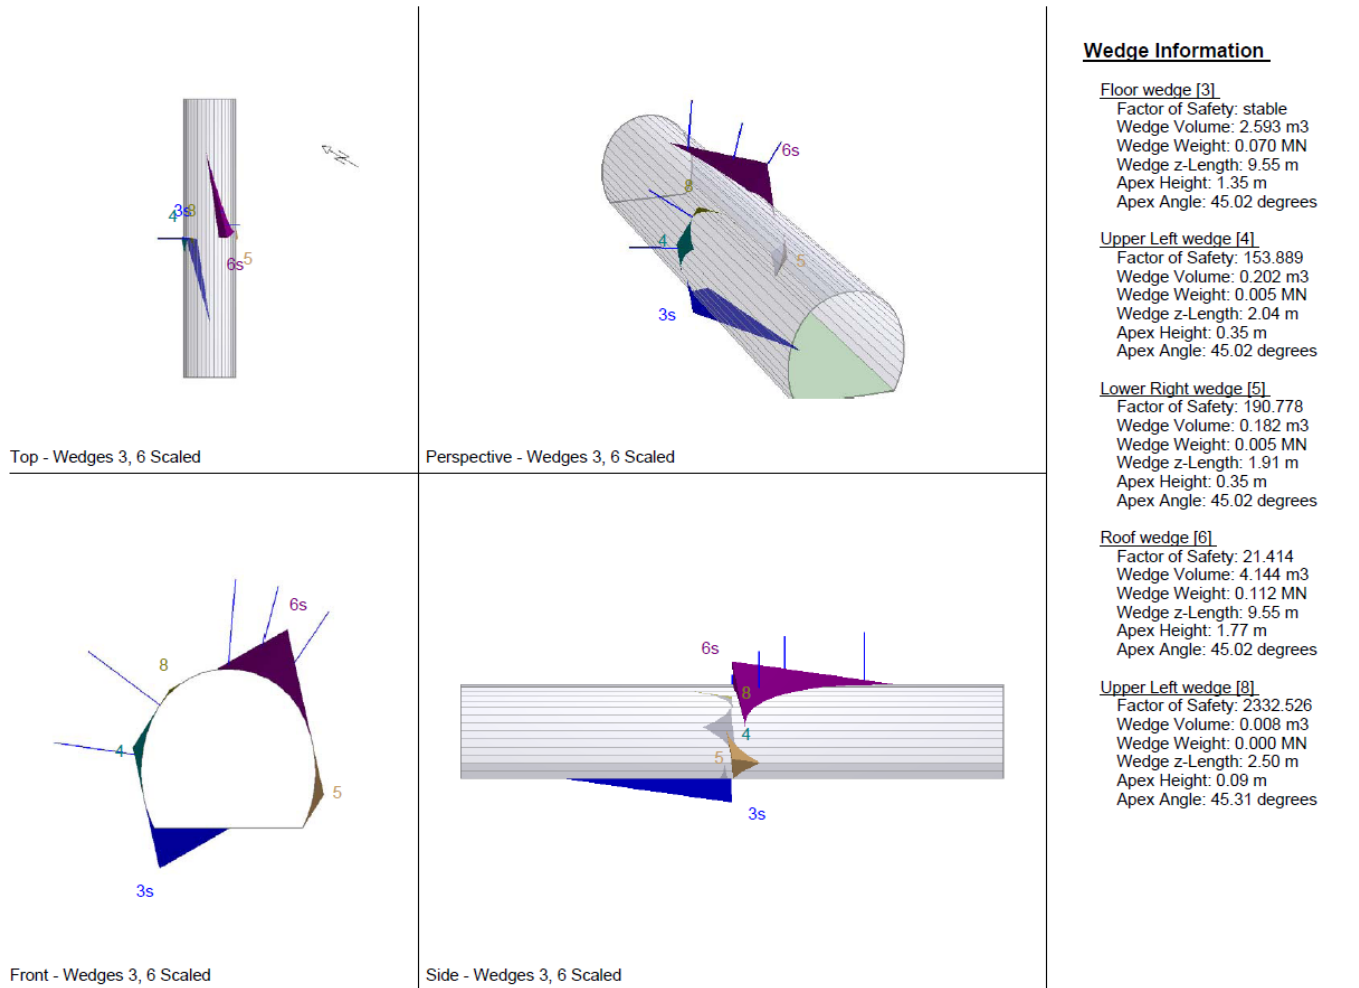 6s
8
4
5
3s
4
3s
8
6s
5
N
Top - Wedges 3, 6 Scaled
Perspective - Wedges 3, 6 Scaled
6s
8
4
5
3s
6s
8
4
5
3s
Front - Wedges 3, 6 Scaled
Side - Wedges 3, 6 Scaled
Wedge Information
Floor wedge [3]
Factor of Safety: stable
Wedge Volume: 2.593 m3
Wedge Weight: 0.070 MN
Wedge z-Length: 9.55 m
Apex Height: 1.35 m
Apex Angle: 45.02 degrees
Upper Left wedge [4]
Factor of Safety: 153.889
Wedge Volume: 0.202 m3
Wedge Weight: 0.005 MN
Wedge z-Length: 2.04 m
Apex Height: 0.35 m
Apex Angle: 45.02 degrees
Lower Right wedge [5]
Factor of Safety: 190.778
Wedge Volume: 0.182 m3
Wedge Weight: 0.005 MN
Wedge z-Length: 1.91 m
Apex Height: 0.35 m
Apex Angle: 45.02 degrees
Roof wedge [6]
Factor of Safety: 21.414
Wedge Volume: 4.144 m3
Wedge Weight: 0.112 MN
Wedge z-Length: 9.55 m
Apex Height: 1.77 m
Apex Angle: 45.02 degrees
Upper Left wedge [8]
Factor of Safety: 2332.526
Wedge Volume: 0.008 m3
Wedge Weight: 0.000 MN
Wedge z-Length: 2.50 m
Apex Height: 0.09 m
Apex Angle: 45.31 degrees